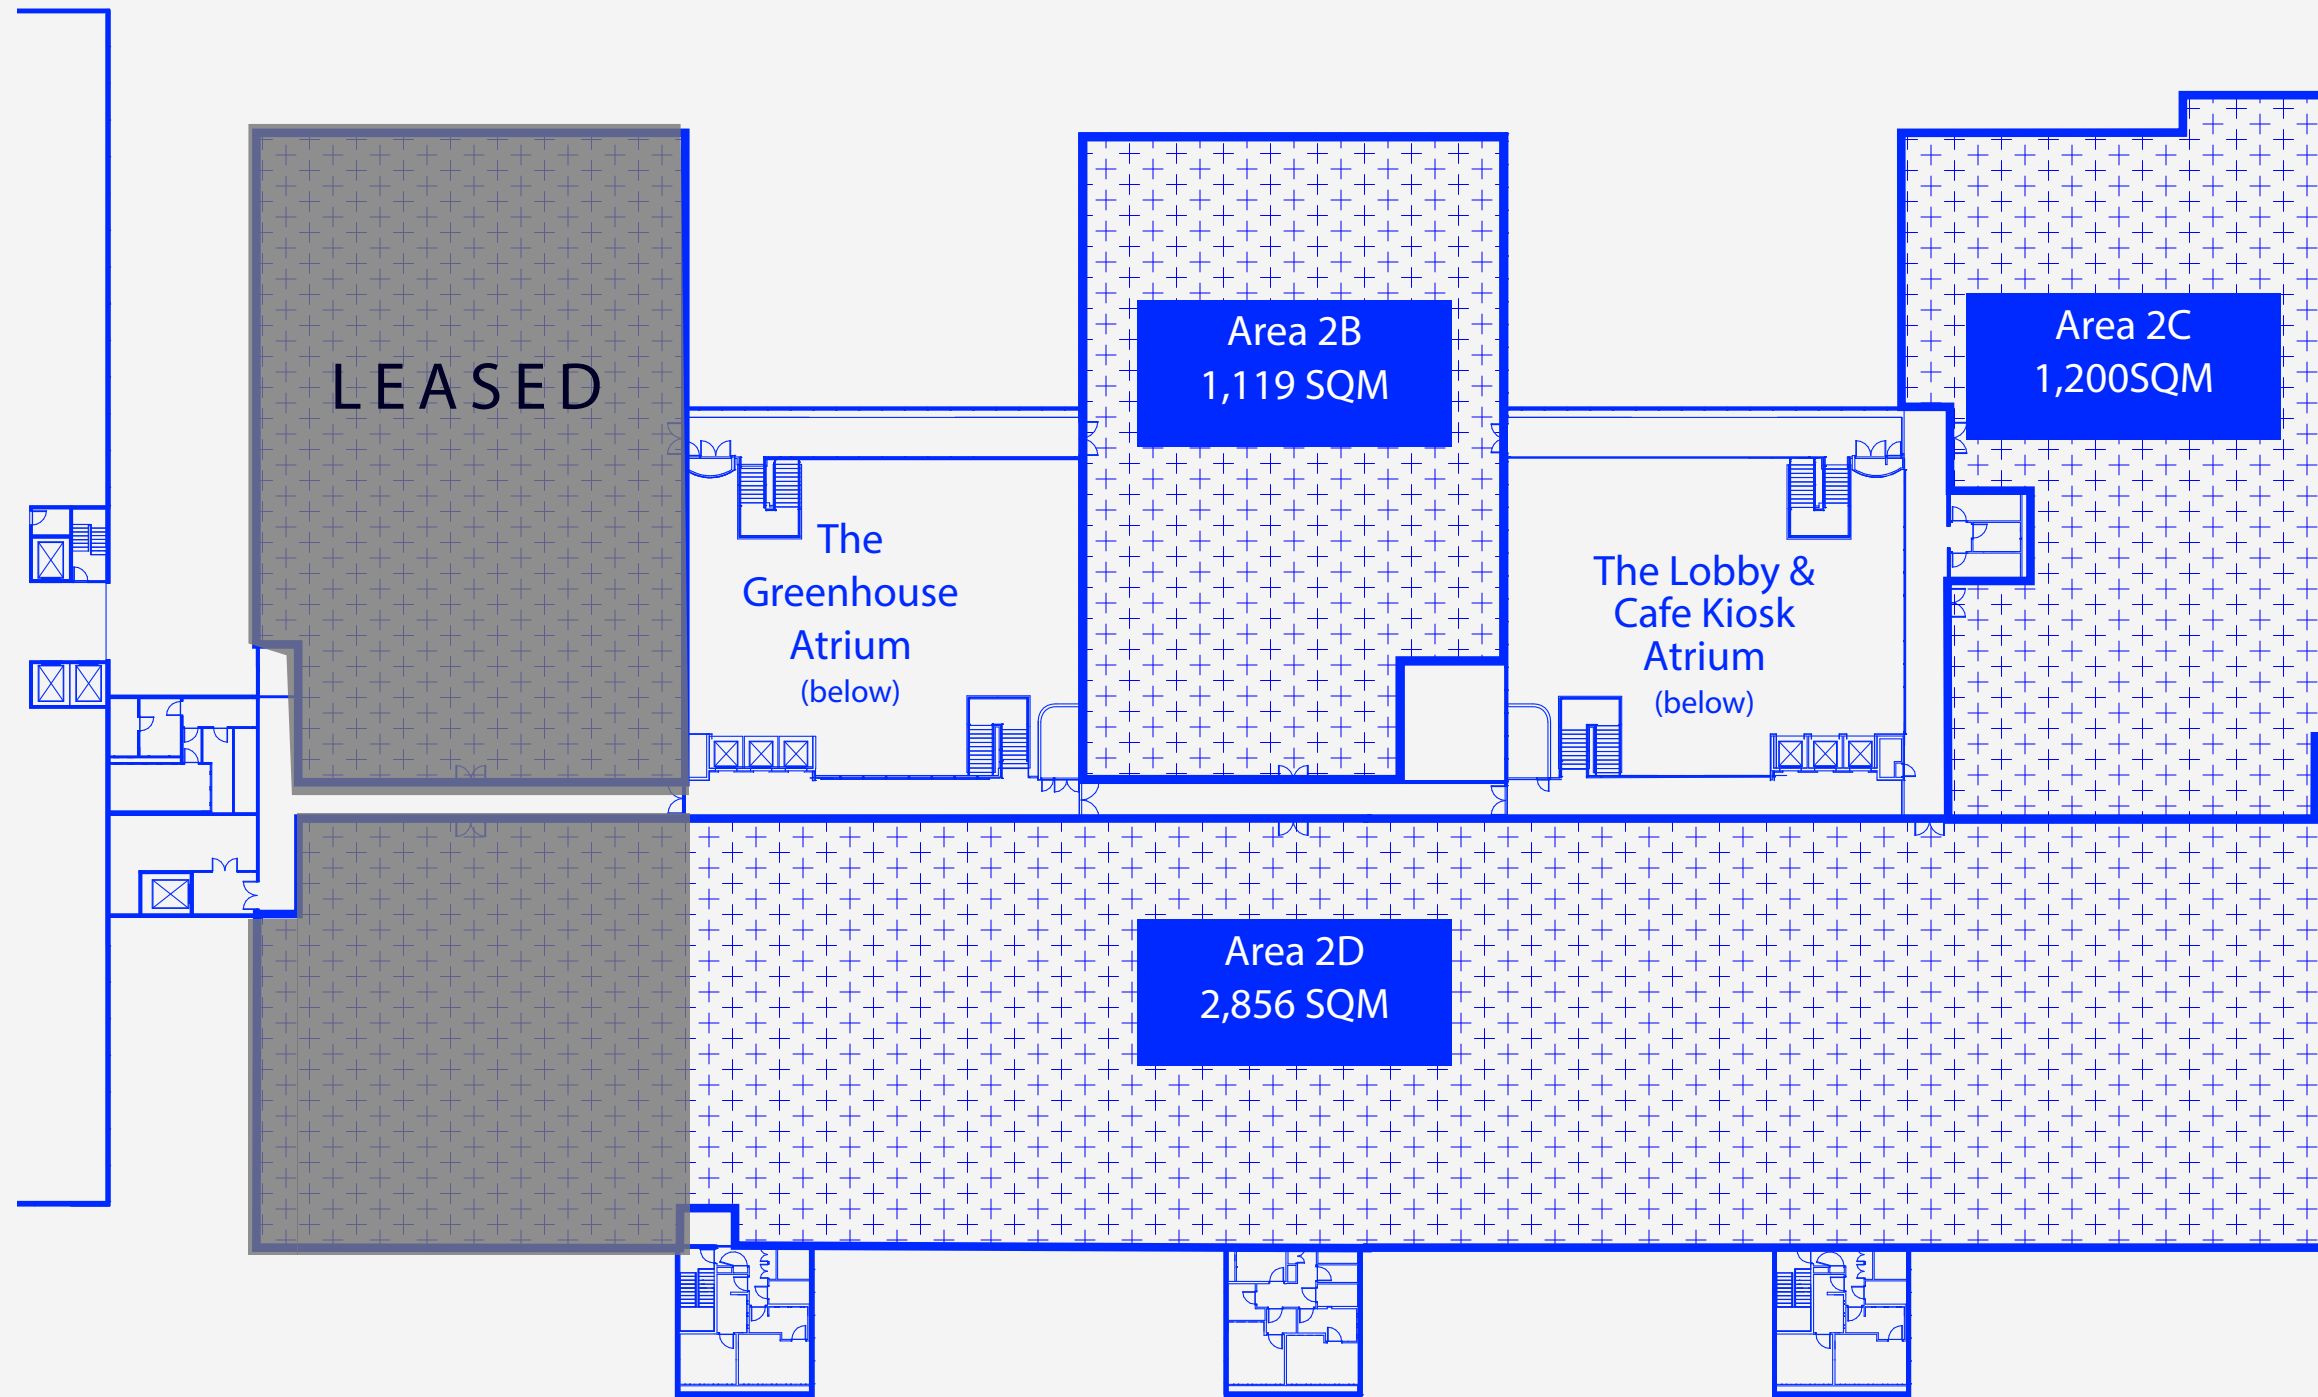 LEASED
Area 2B
1,119 SQM
Area 2C
1,200SQM
The
Greenhouse
Atrium
(below)
The Lobby &
Cafe Kiosk
Atrium
(below)
Area 2D
2,856 SQM